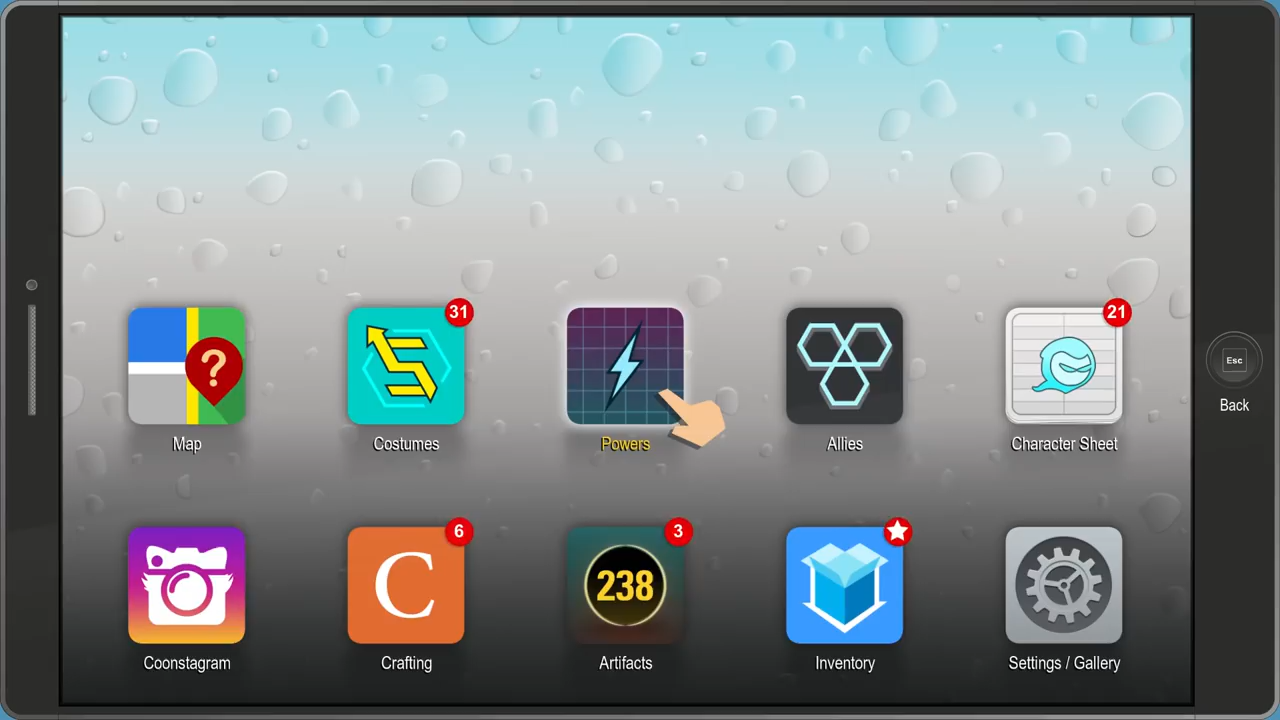 31
21
?
Map
Costumes
Powers
Allies
Character Sheet
Esc
Back
6
3
C
238
Coonstagram
Crafting
Artifacts
Inventory
Settings / Gallery